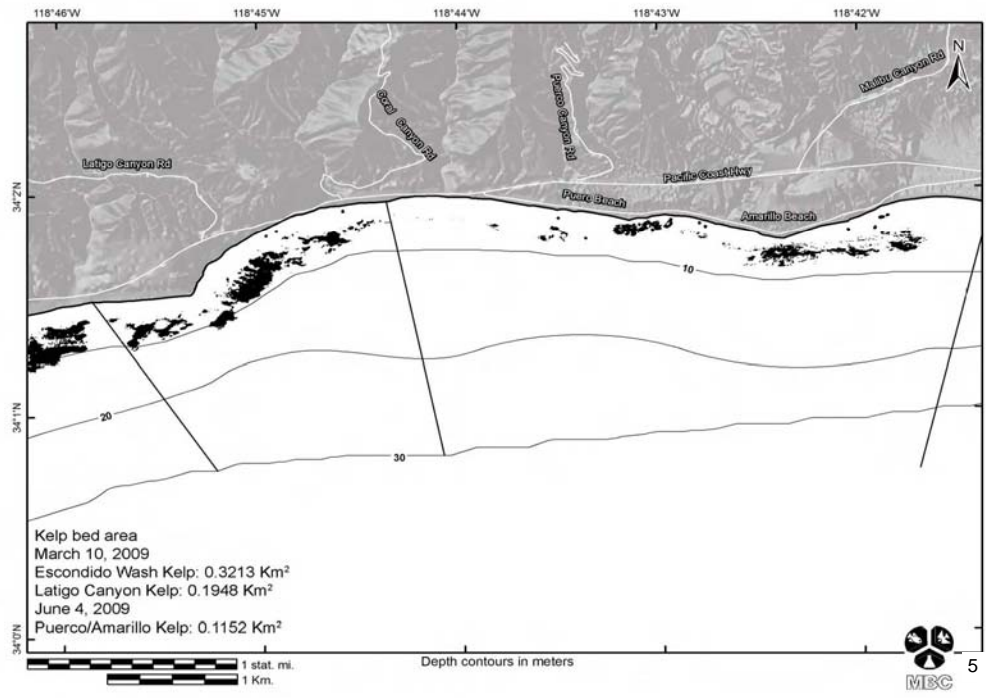 118°46'W 118°45'W 118°44'W 118°43'W 118°42'W
N
Malibu Canyon Rd
Coral Canyon Rd
Puerco Canyon Rd
Latigo Canyon Rd
Pacific Coast Hwy
34°2'N
Puero Beach
Amarillo Beach
10
34°1'N
20
30
Kelp bed area
March 10, 2009
Escondido Wash Kelp: 0.3213 Km²
Latigo Canyon Kelp: 0.1948 Km²
June 4, 2009
Puerco/Amarillo Kelp: 0.1152 Km²
34°0'N
1 stat. mi.
1 Km.
Depth contours in meters
MBC
5